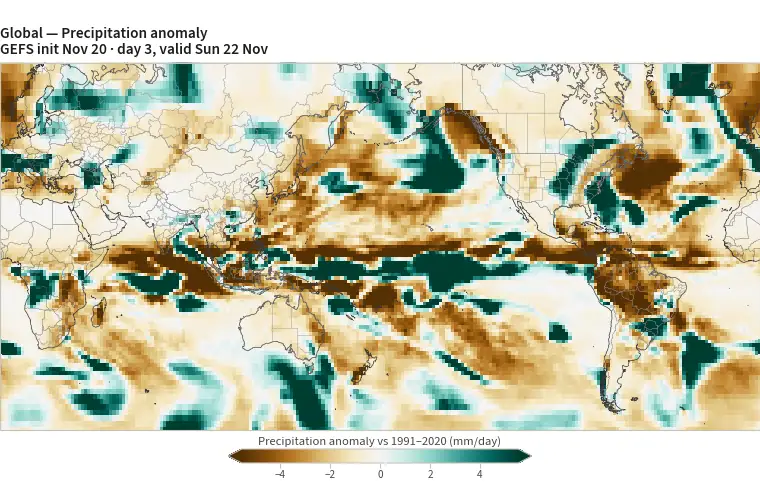 Global — Precipitation anomaly
GEFS init Nov 20 · day 3, valid Sun 22 Nov
Precipitation anomaly vs 1991–2020 (mm/day)
−4 −2 0 2 4